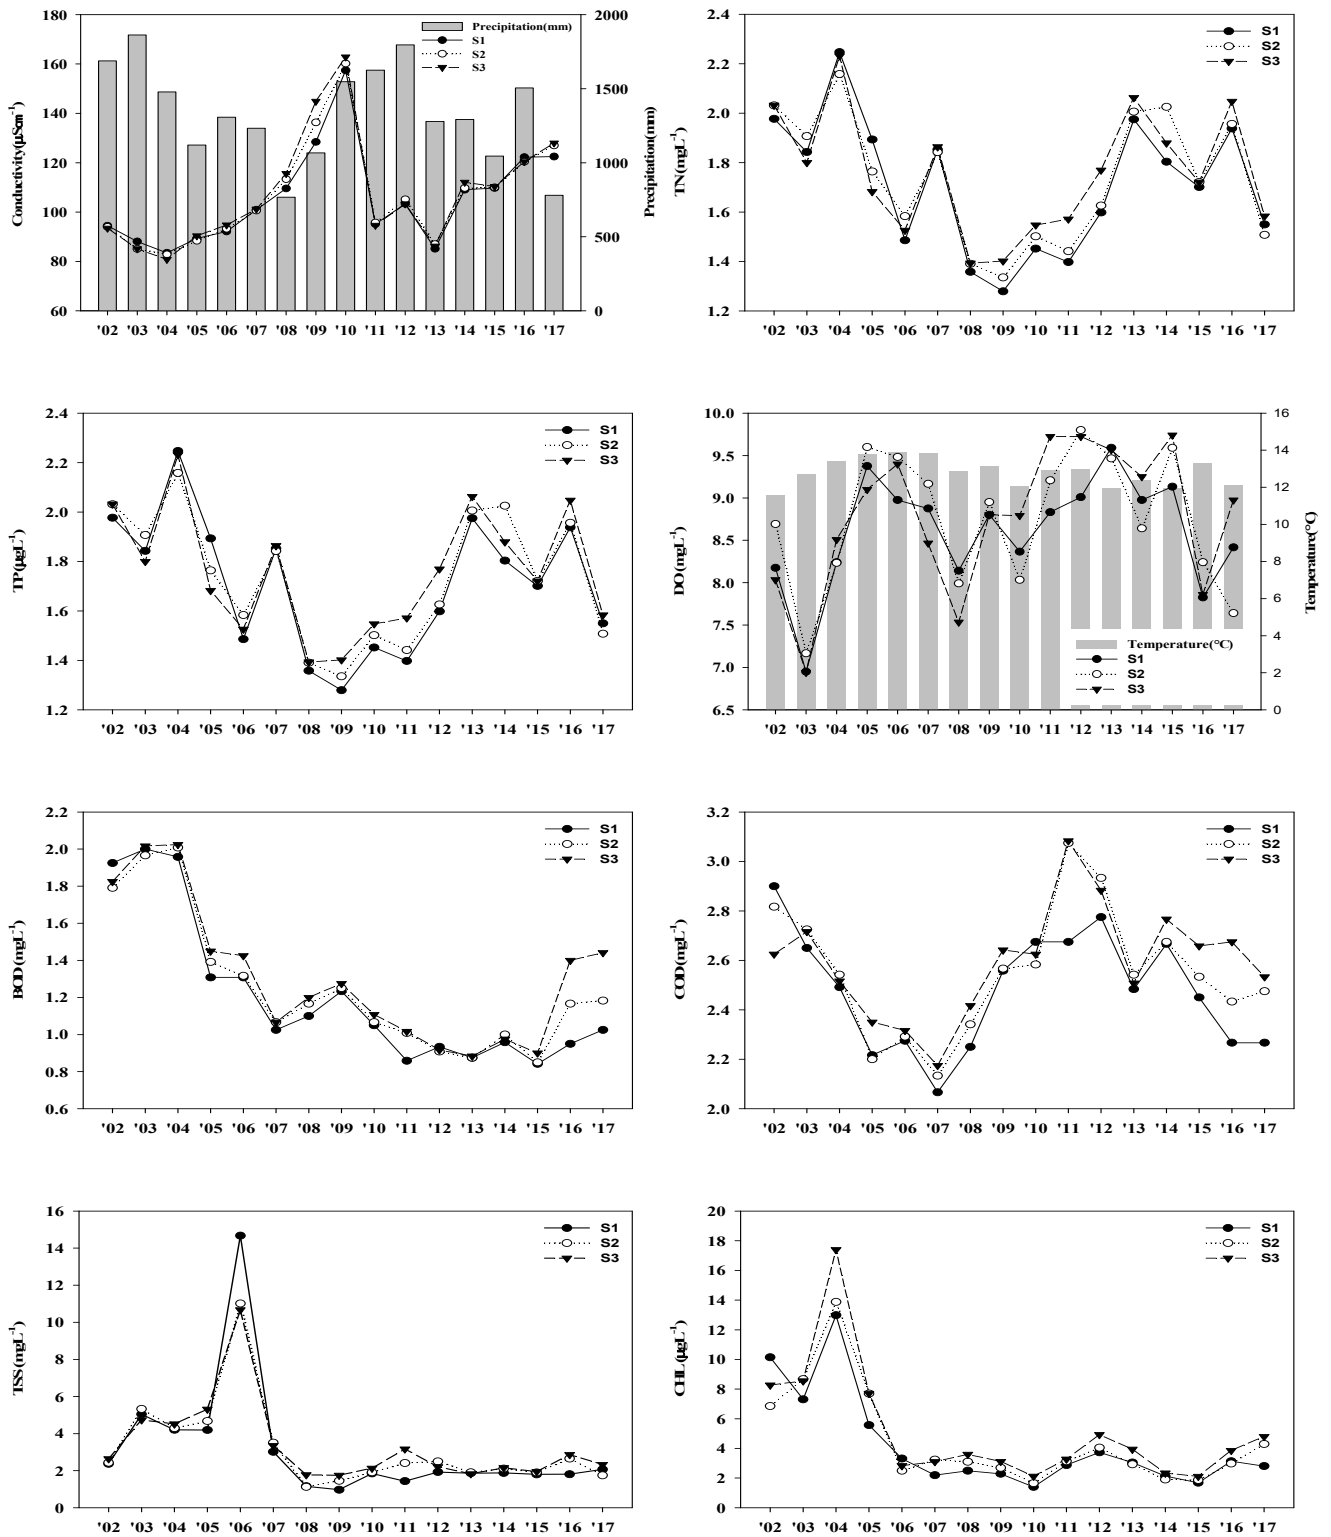 180
160
140
120
100
80
60
Conductivity(µScm⁻¹)
2000
1500
1000
500
0
Precipitation(mm)
Precipitation(mm)
S1
S2
S3
'02 '03 '04 '05 '06 '07 '08 '09 '10 '11 '12 '13 '14 '15 '16 '17
2.4
2.2
2.0
1.8
1.6
1.4
1.2
TN(mgL⁻¹)
S1
S2
S3
'02 '03 '04 '05 '06 '07 '08 '09 '10 '11 '12 '13 '14 '15 '16 '17
2.4
2.2
2.0
1.8
1.6
1.4
1.2
TP(µgL⁻¹)
S1
S2
S3
'02 '03 '04 '05 '06 '07 '08 '09 '10 '11 '12 '13 '14 '15 '16 '17
10.0
9.5
9.0
8.5
8.0
7.5
7.0
6.5
DO(mgL⁻¹)
16
14
12
10
8
6
4
2
0
Temperature(°C)
Temperature(°C)
S1
S2
S3
'02 '03 '04 '05 '06 '07 '08 '09 '10 '11 '12 '13 '14 '15 '16 '17
2.2
2.0
1.8
1.6
1.4
1.2
1.0
0.8
0.6
BOD(mgL⁻¹)
S1
S2
S3
'02 '03 '04 '05 '06 '07 '08 '09 '10 '11 '12 '13 '14 '15 '16 '17
3.2
3.0
2.8
2.6
2.4
2.2
2.0
COD(mgL⁻¹)
S1
S2
S3
'02 '03 '04 '05 '06 '07 '08 '09 '10 '11 '12 '13 '14 '15 '16 '17
16
14
12
10
8
6
4
2
0
TSS(mgL⁻¹)
S1
S2
S3
'02 '03 '04 '05 '06 '07 '08 '09 '10 '11 '12 '13 '14 '15 '16 '17
20
18
16
14
12
10
8
6
4
2
0
CHL(µgL⁻¹)
S1
S2
S3
'02 '03 '04 '05 '06 '07 '08 '09 '10 '11 '12 '13 '14 '15 '16 '17